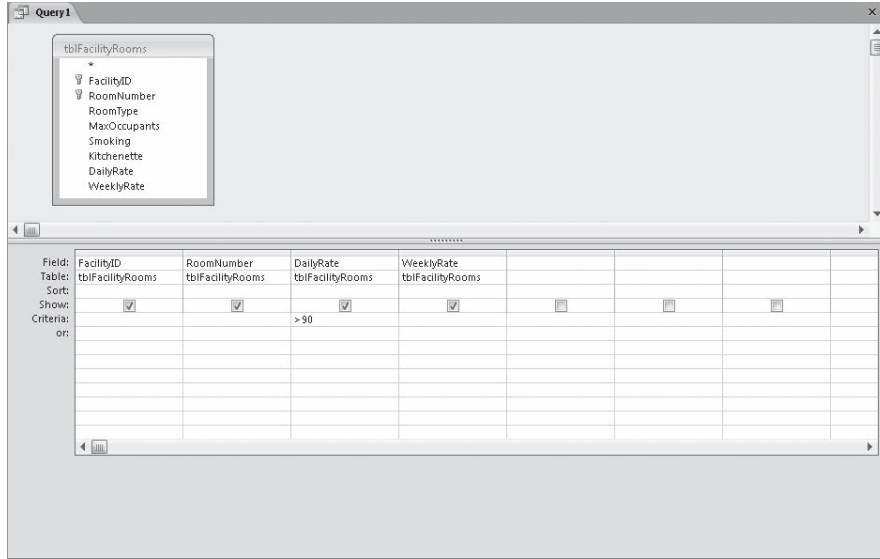 Query1
tblFacilityRooms
*
FacilityID
RoomNumber
RoomType
MaxOccupants
Smoking
Kitchenette
DailyRate
WeeklyRate
Field: FacilityID RoomNumber DailyRate WeeklyRate
Table: tblFacilityRooms tblFacilityRooms tblFacilityRooms tblFacilityRooms
Sort:
Show:
Criteria: >90
or: